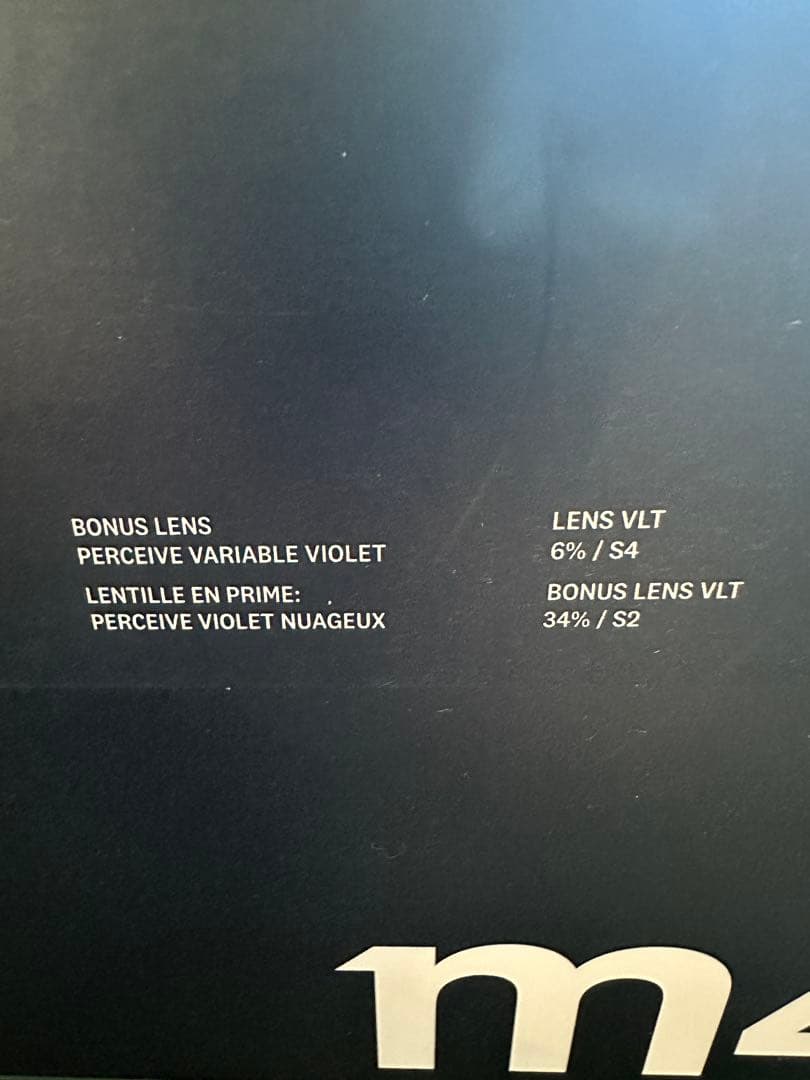 BONUS LENS
PERCEIVE VARIABLE VIOLET
LENTILLE EN PRIME:
PERCEIVE VIOLET NUAGEUX
LENS VLT
6% / S4
BONUS LENS VLT
34% / S2
m4